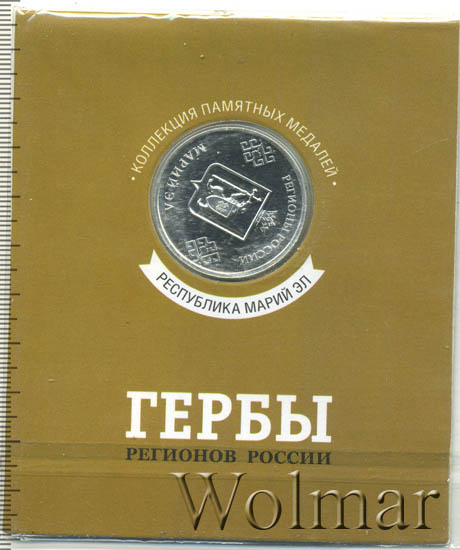 • КОЛЛЕКЦИЯ ПАМЯТНЫХ МЕДАЛЕЙ •
МАРИЙ ЭЛ
РЕГИОНЫ РОССИИ
РЕСПУБЛИКА МАРИЙ ЭЛ
ГЕРБЫ
РЕГИОНОВ РОССИИ
Wolmar